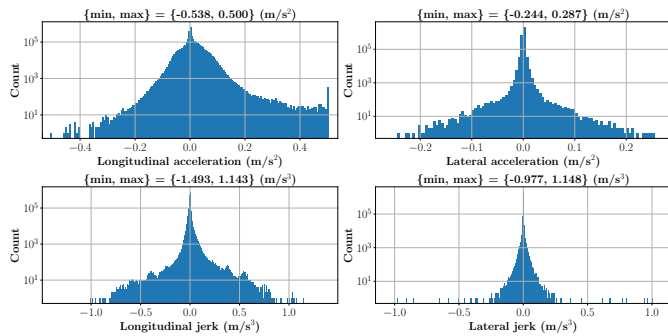 {min, max} = {-0.538, 0.500} (m/s²)
Count
10⁵
10³
10¹
−0.4 −0.2 0.0 0.2 0.4
Longitudinal acceleration (m/s²)
{min, max} = {-0.244, 0.287} (m/s²)
Count
10⁵
10³
10¹
−0.2 −0.1 0.0 0.1 0.2
Lateral acceleration (m/s²)
{min, max} = {-1.493, 1.143} (m/s³)
Count
10⁵
10³
10¹
−1.0 −0.5 0.0 0.5 1.0
Longitudinal jerk (m/s³)
{min, max} = {-0.977, 1.148} (m/s³)
Count
10⁵
10³
10¹
−1.0 −0.5 0.0 0.5 1.0
Lateral jerk (m/s³)